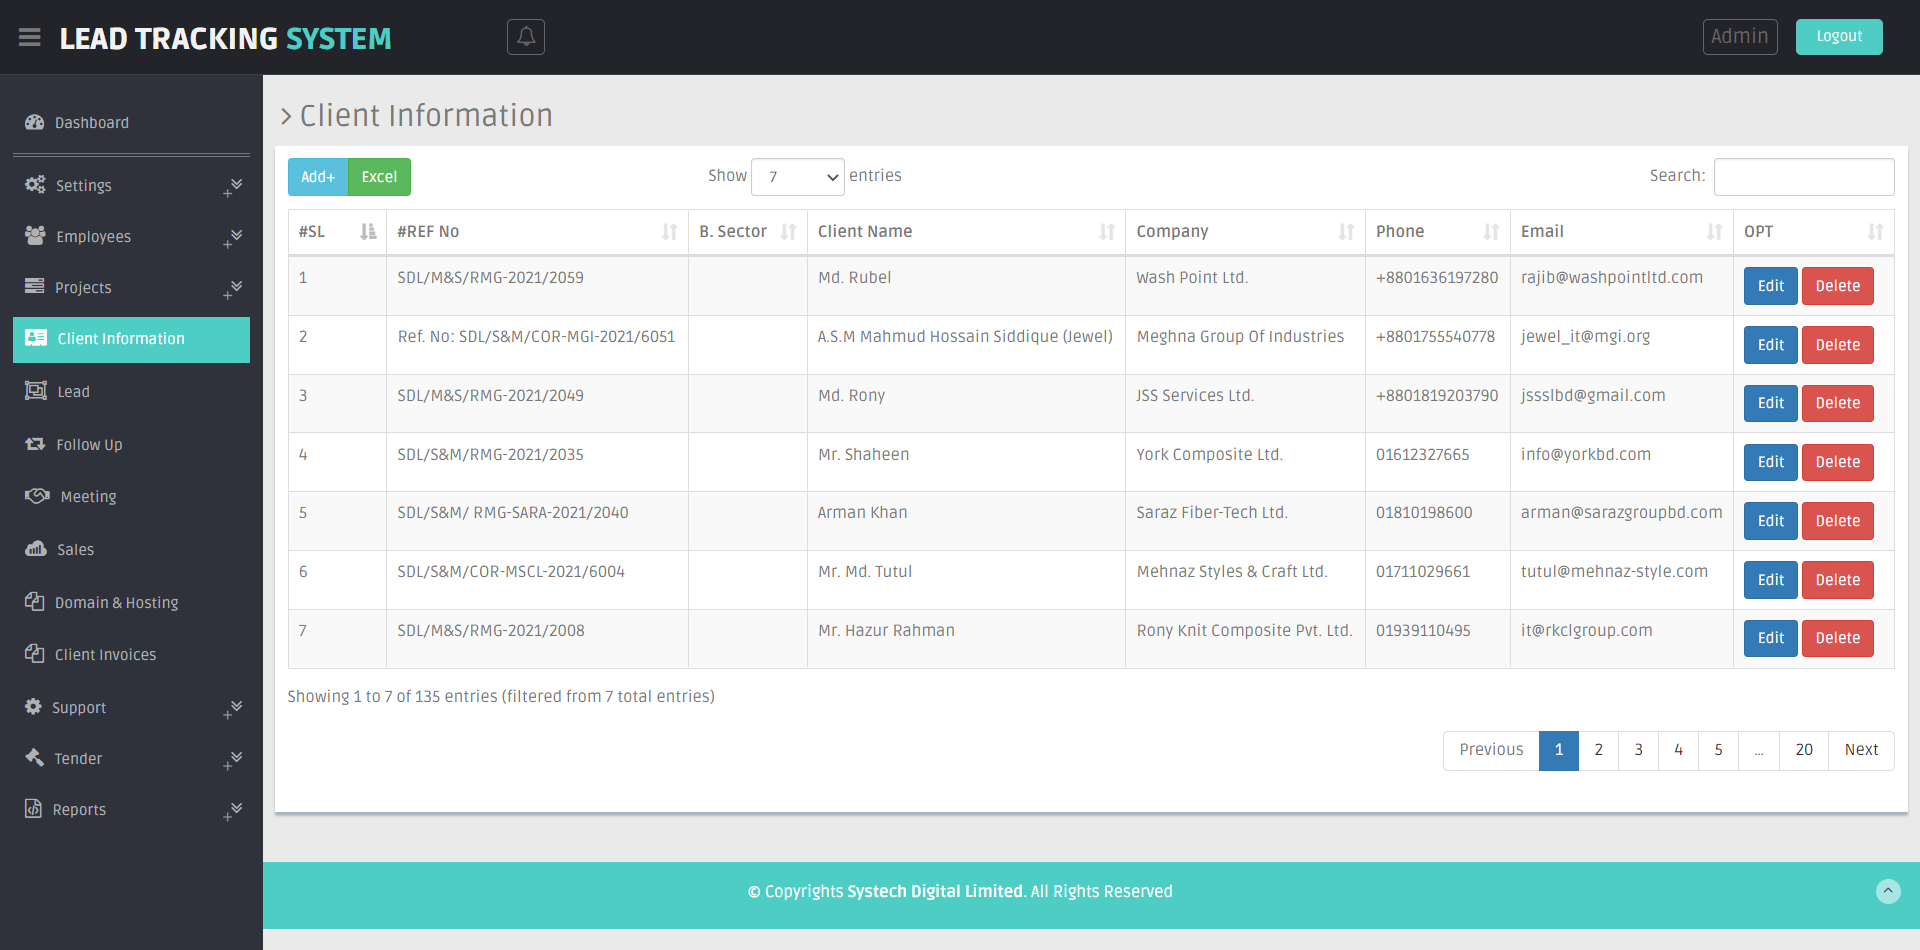 LEAD TRACKING SYSTEM
Admin
Logout
Dashboard
Settings
Employees
Projects
Client Information
Lead
Follow Up
Meeting
Sales
Domain & Hosting
Client Invoices
Support
Tender
Reports
> Client Information
Add+ Excel
Show 7 entries
Search:
#SL #REF No B. Sector Client Name Company Phone Email OPT
1 SDL/M&S/RMG-2021/2059 Md. Rubel Wash Point Ltd. +8801636197280 rajib@washpointltd.com Edit Delete
2 Ref. No: SDL/S&M/COR-MGI-2021/6051 A.S.M Mahmud Hossain Siddique (Jewel) Meghna Group Of Industries +8801755540778 jewel_it@mgi.org Edit Delete
3 SDL/M&S/RMG-2021/2049 Md. Rony JSS Services Ltd. +8801819203790 jssslbd@gmail.com Edit Delete
4 SDL/S&M/RMG-2021/2035 Mr. Shaheen York Composite Ltd. 01612327665 info@yorkbd.com Edit Delete
5 SDL/S&M/ RMG-SARA-2021/2040 Arman Khan Saraz Fiber-Tech Ltd. 01810198600 arman@sarazgroupbd.com Edit Delete
6 SDL/S&M/COR-MSCL-2021/6004 Mr. Md. Tutul Mehnaz Styles & Craft Ltd. 01711029661 tutul@mehnaz-style.com Edit Delete
7 SDL/M&S/RMG-2021/2008 Mr. Hazur Rahman Rony Knit Composite Pvt. Ltd. 01939110495 it@rkclgroup.com Edit Delete
Showing 1 to 7 of 135 entries (filtered from 7 total entries)
Previous 1 2 3 4 5 … 20 Next
© Copyrights Systech Digital Limited. All Rights Reserved